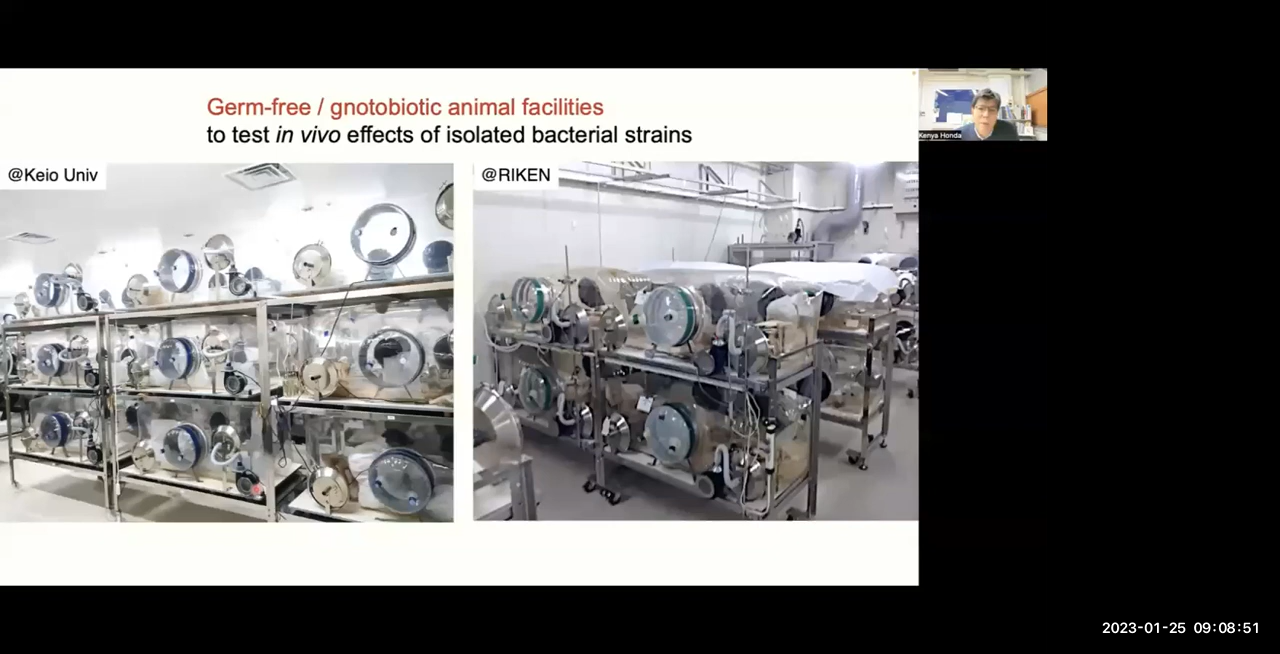 Germ-free / gnotobiotic animal facilities
to test in vivo effects of isolated bacterial strains
Kenya Honda
@Keio Univ
@RIKEN
2023-01-25 09:08:51